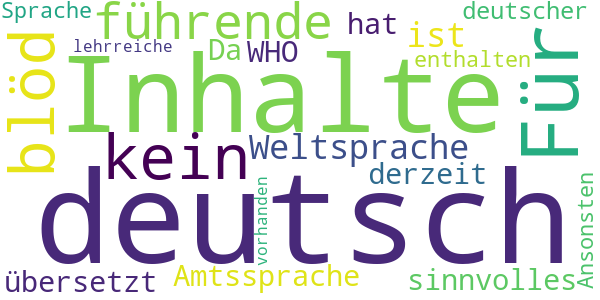 Sprache
führende
hat
deutscher
blöd
lehrreiche
Da
WHO
ist
enthalten
Für
Inhalte
kein
Weltsprache
derzeit
deutsch
vorhanden
Ansonsten
übersetzt
Amtssprache
sinnvolles